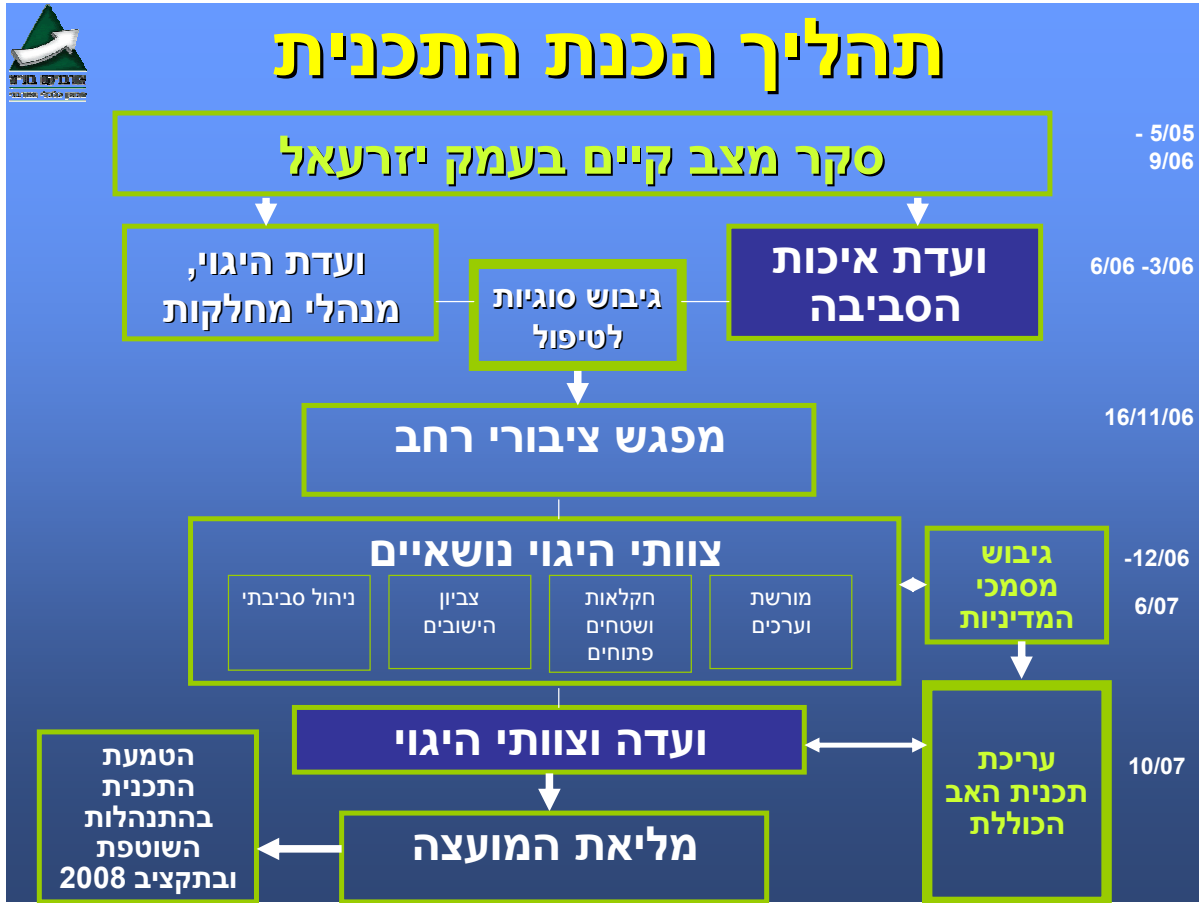 תהליך הכנת התכנית
סקר מצב קיים בעמק יזרעאל
- 5/05
9/06
ועדת איכות
הסביבה
גיבוש סוגיות
לטיפול
ועדת היגוי,
מנהלי מחלקות
6/06 -3/06
מפגש ציבורי רחב
16/11/06
צוותי היגוי נושאיים
מורשת
וערכים
חקלאות
ושטחים
פתוחים
צביון
הישובים
ניהול סביבתי
גיבוש
מסמכי
המדיניות
-12/06
6/07
ועדה וצוותי היגוי
עריכת
תכנית האב
הכוללת
10/07
מליאת המועצה
הטמעת
התכנית
בהתנהלות
השוטפת
ובתקציב 2008